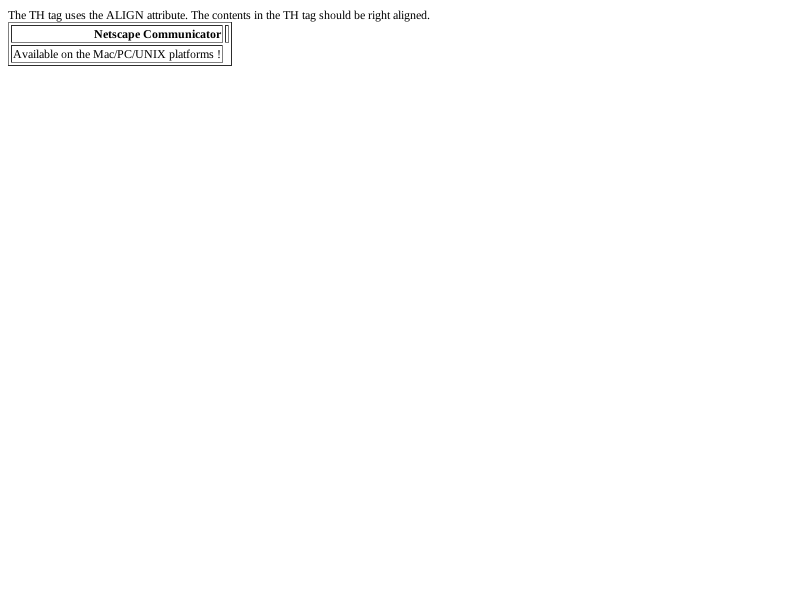 The TH tag uses the ALIGN attribute. The contents in the TH tag should be right aligned.
Netscape Communicator
Available on the Mac/PC/UNIX platforms !